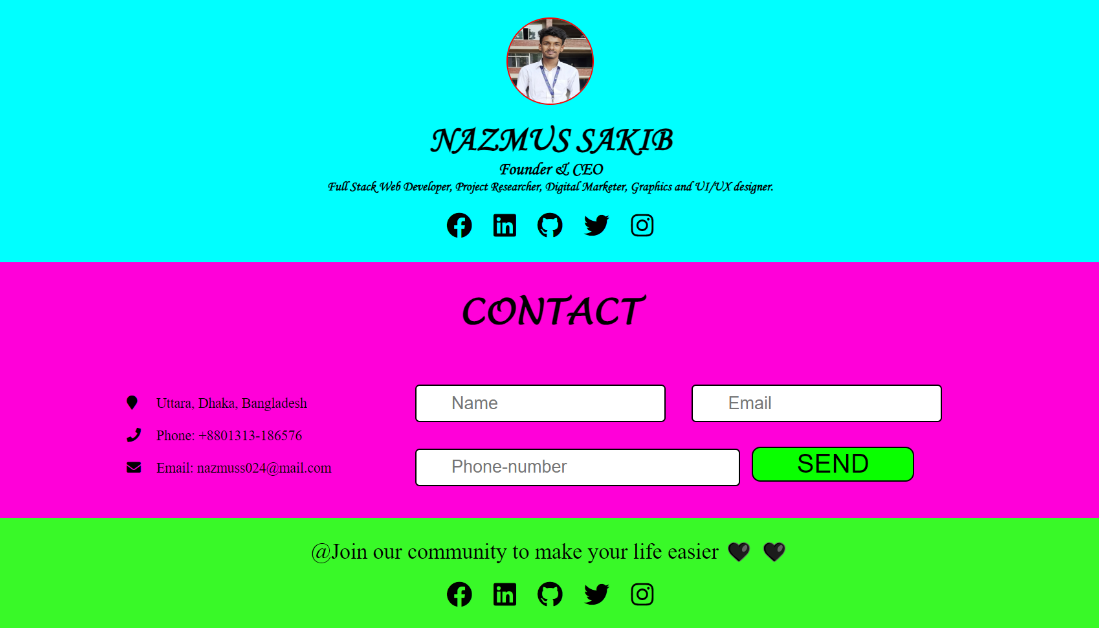 NAZMUS SAKIB
Founder & CEO
Full Stack Web Developer, Project Researcher, Digital Marketer, Graphics and UI/UX designer.
CONTACT
Uttara, Dhaka, Bangladesh
Phone: +8801313-186576
Email: nazmuss024@mail.com
Name
Email
Phone-number
SEND
@Join our community to make your life easier 🖤 🖤